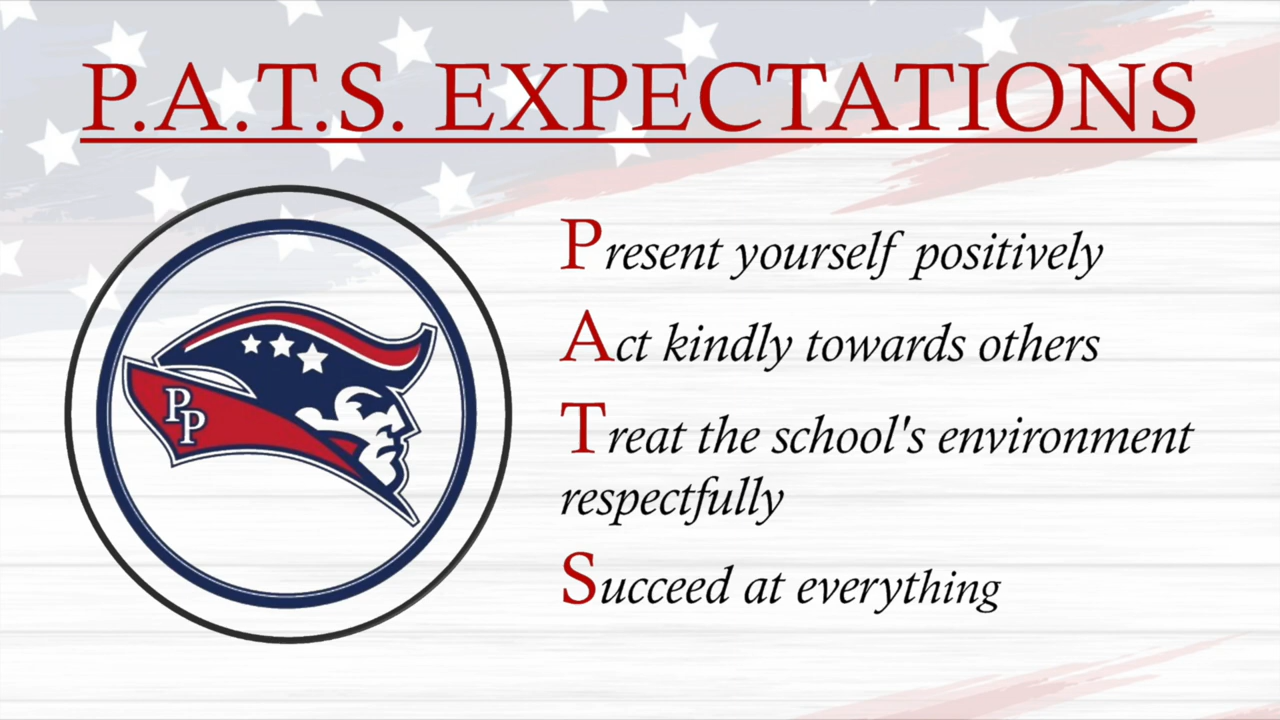 P.A.T.S. EXPECTATIONS
PP
Present yourself positively
Act kindly towards others
Treat the school's environment
respectfully
Succeed at everything